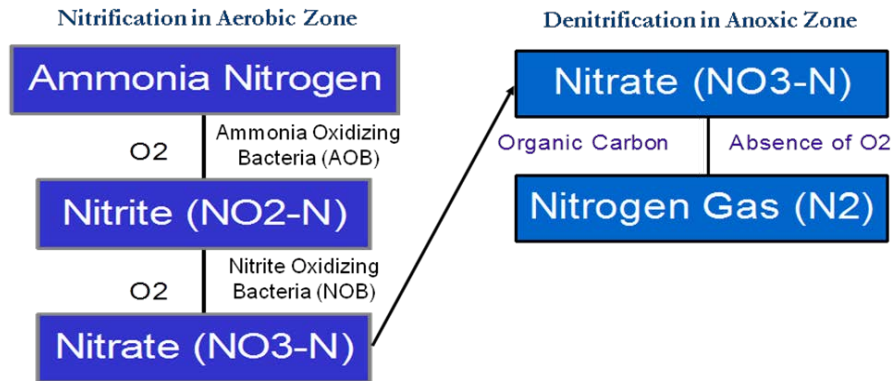 Nitrification in Aerobic Zone
Ammonia Nitrogen
O2
Ammonia Oxidizing
Bacteria (AOB)
Nitrite (NO2-N)
O2
Nitrite Oxidizing
Bacteria (NOB)
Nitrate (NO3-N)
Denitrification in Anoxic Zone
Nitrate (NO3-N)
Organic Carbon
Absence of O2
Nitrogen Gas (N2)